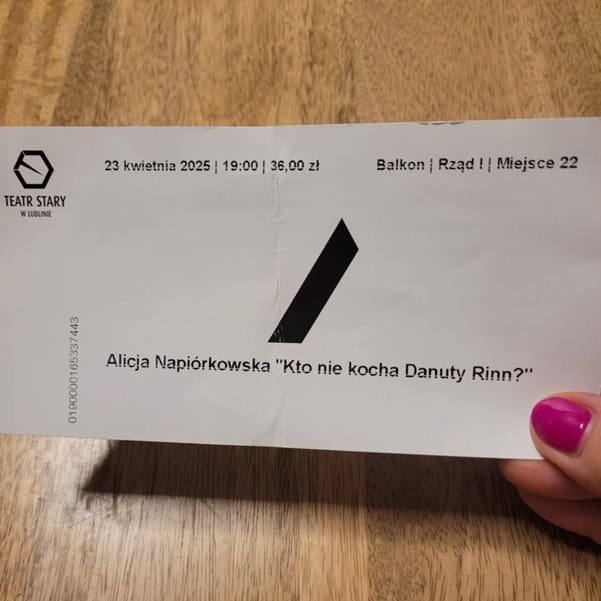 TEATR STARY
W LUBLINIE
23 kwietnia 2025 | 19:00 | 36,00 zł
Balkon | Rząd I | Miejsce 22
Alicja Napiórkowska "Kto nie kocha Danuty Rinn?"
0190000165337443